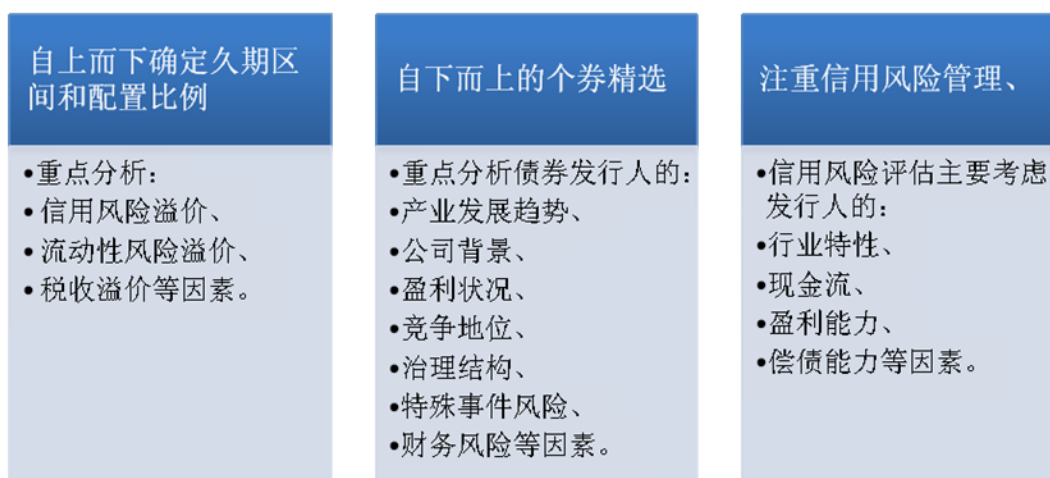 自上而下确定久期区
间和配置比例
•重点分析：
•信用风险溢价、
•流动性风险溢价、
•税收溢价等因素。
自下而上的个券精选
•重点分析债券发行人的：
•产业发展趋势、
•公司背景、
•盈利状况、
•竞争地位、
•治理结构、
•特殊事件风险、
•财务风险等因素。
注重信用风险管理、
•信用风险评估主要考虑
发行人的：
•行业特性、
•现金流、
•盈利能力、
•偿债能力等因素。